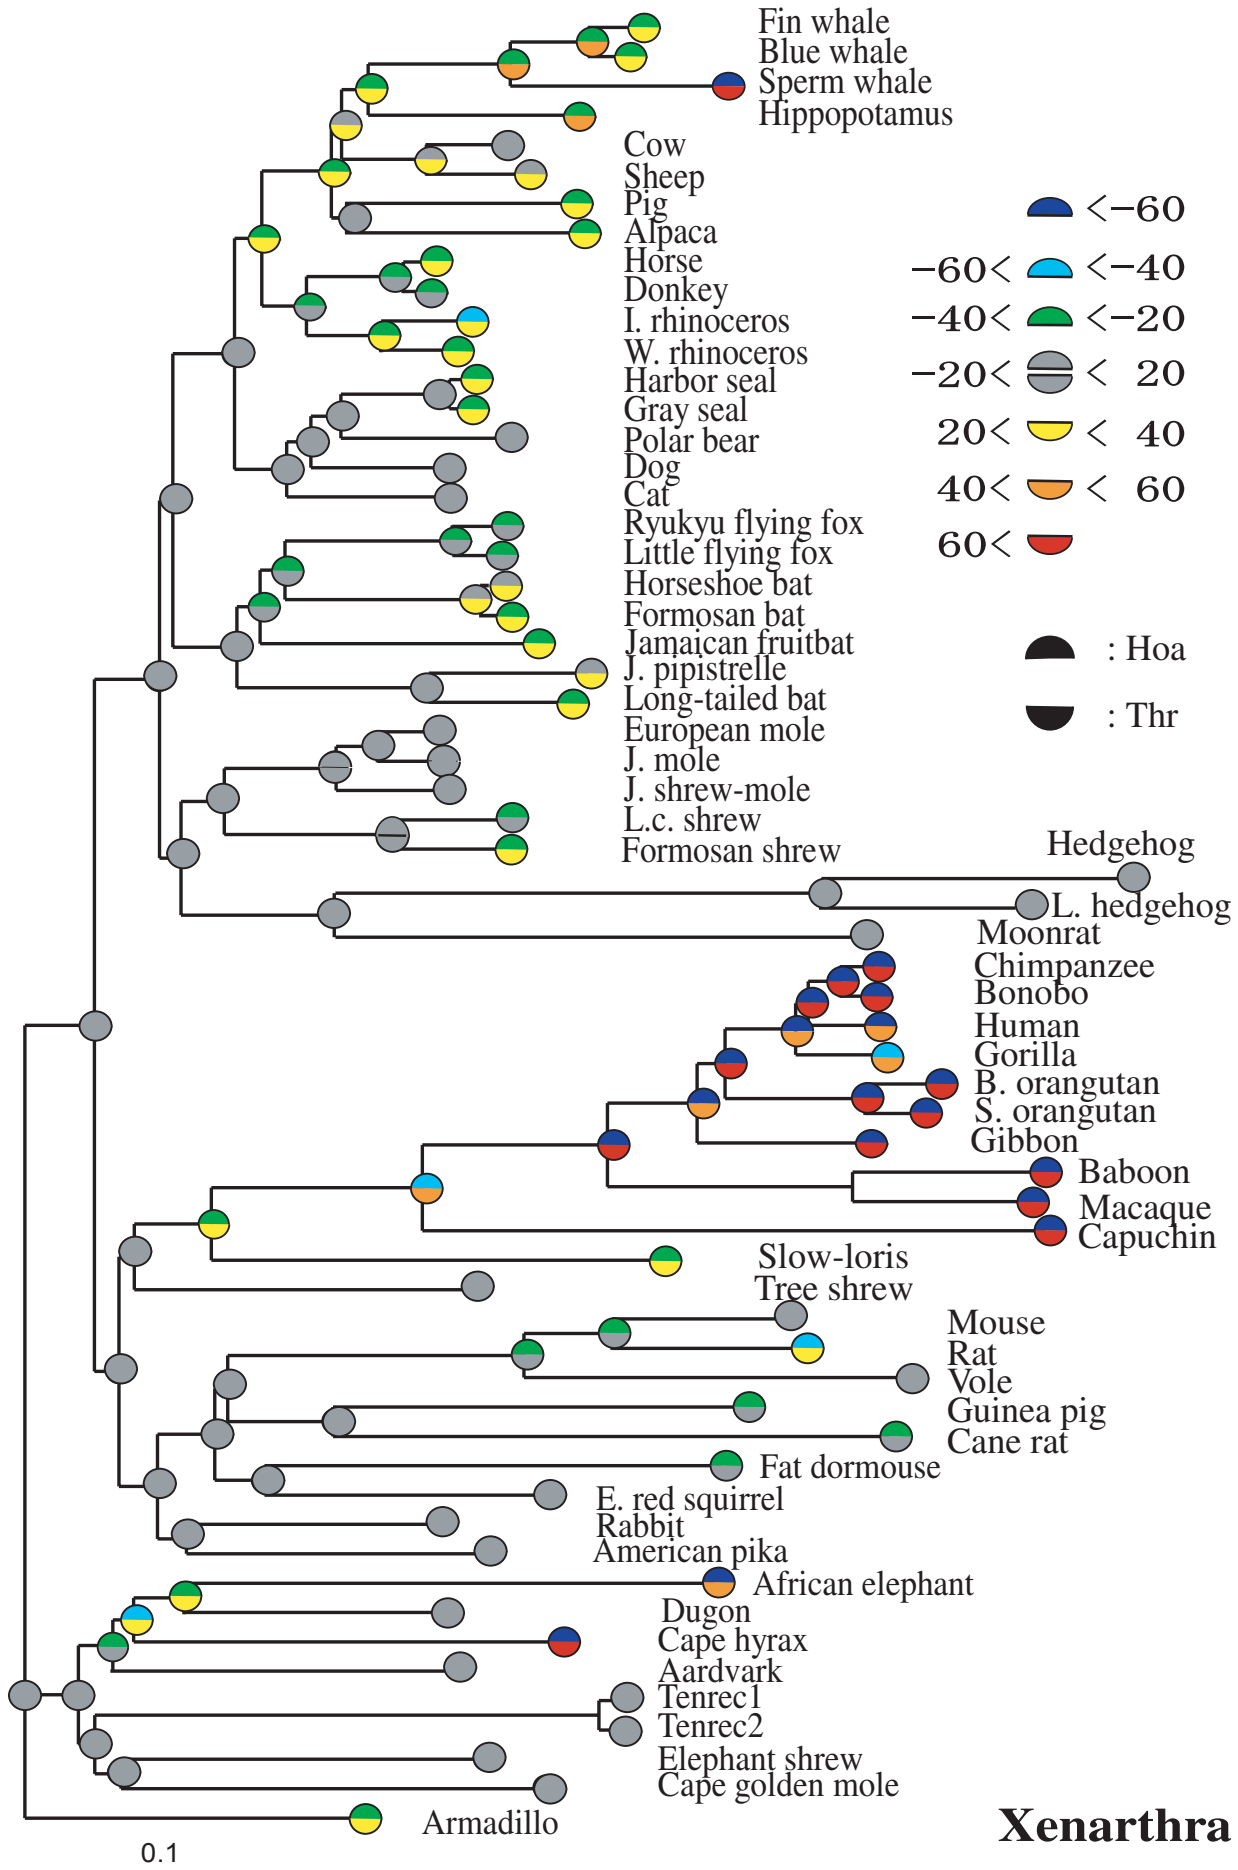 Fin whale
Blue whale
Sperm whale
Hippopotamus
Cow
Sheep
Pig
Alpaca
Horse
Donkey
I. rhinoceros
W. rhinoceros
Harbor seal
Gray seal
Polar bear
Dog
Cat
Ryukyu flying fox
Little flying fox
Horseshoe bat
Formosan bat
Jamaican fruitbat
J. pipistrelle
Long-tailed bat
European mole
J. mole
J. shrew-mole
L.c. shrew
Formosan shrew
<−60
−60< <−40
−40< <−20
−20< < 20
20< < 40
40< < 60
60<
: Hoa
: Thr
Hedgehog
L. hedgehog
Moonrat
Chimpanzee
Bonobo
Human
Gorilla
B. orangutan
S. orangutan
Gibbon
Baboon
Macaque
Capuchin
Slow-loris
Tree shrew
Mouse
Rat
Vole
Guinea pig
Cane rat
Fat dormouse
E. red squirrel
Rabbit
American pika
African elephant
Dugon
Cape hyrax
Aardvark
Tenrec1
Tenrec2
Elephant shrew
Cape golden mole
Armadillo
Xenarthra
0.1